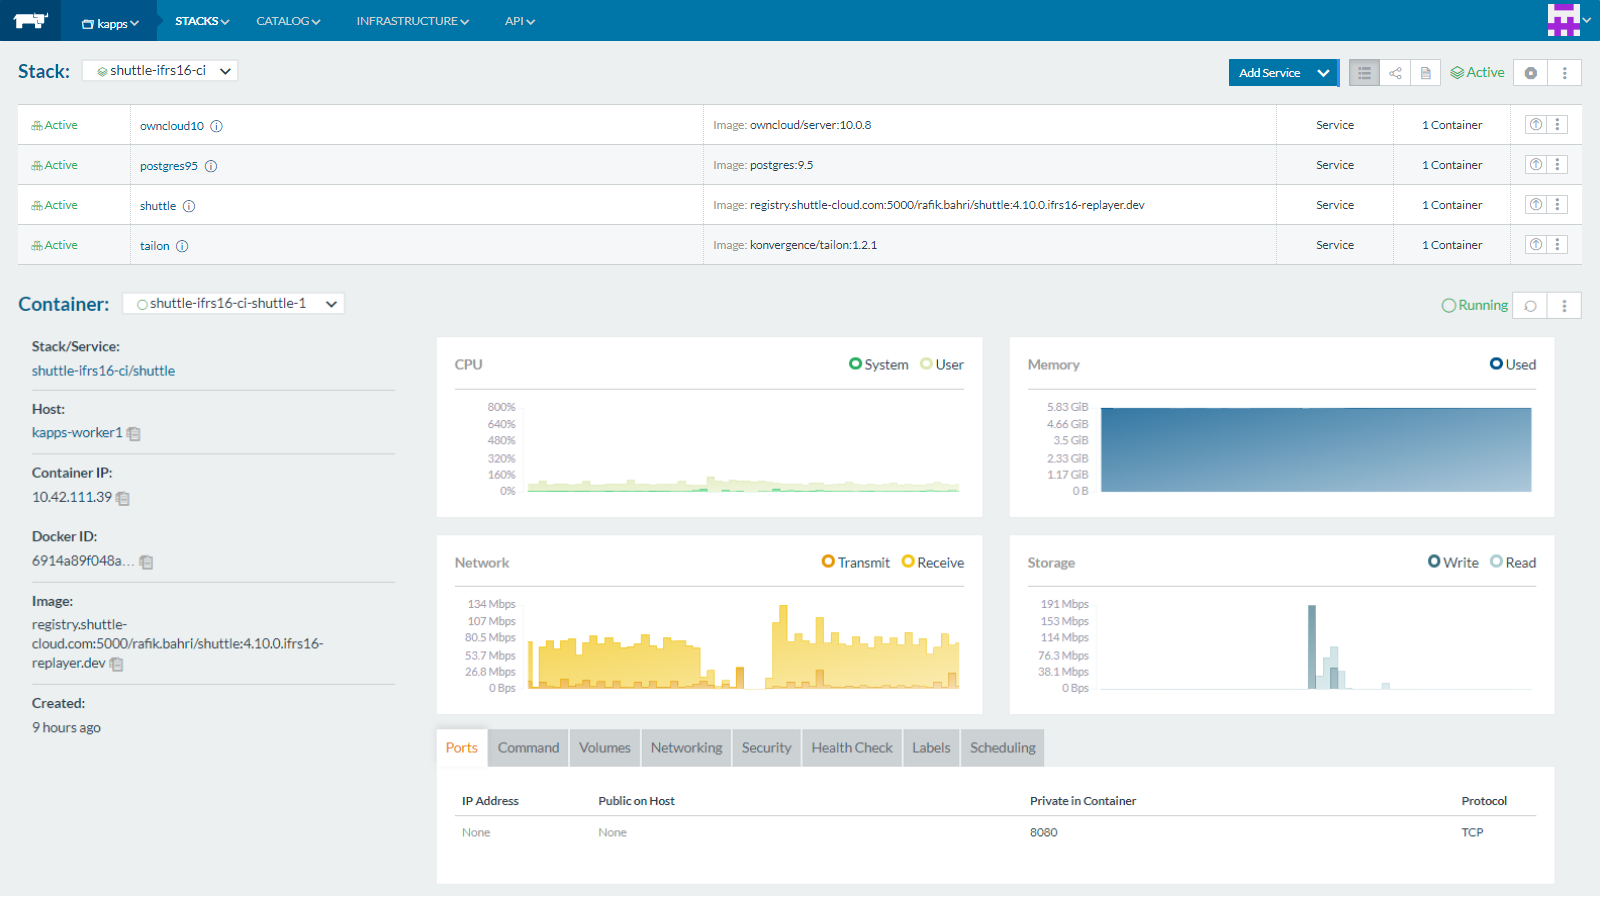 kapps STACKS CATALOG INFRASTRUCTURE API
Stack: shuttle-ifrs16-ci Add Service Active
Active owncloud10 Image: owncloud/server:10.0.8 Service 1 Container
Active postgres95 Image: postgres:9.5 Service 1 Container
Active shuttle Image: registry.shuttle-cloud.com:5000/rafik.bahri/shuttle:4.10.0.ifrs16-replayer.dev Service 1 Container
Active tailon Image: konvergence/tailon:1.2.1 Service 1 Container
Container: shuttle-ifrs16-ci-shuttle-1 Running
Stack/Service:
shuttle-ifrs16-ci/shuttle
Host:
kapps-worker1
Container IP:
10.42.111.39
Docker ID:
6914a89f048a...
Image:
registry.shuttle-
cloud.com:5000/rafik.bahri/shuttle:4.10.0.ifrs16-
replayer.dev
Created:
9 hours ago
CPU System User
800%
640%
480%
320%
160%
0%
Memory Used
5.83 GiB
4.66 GiB
3.5 GiB
2.33 GiB
1.17 GiB
0 B
Network Transmit Receive
134 Mbps
107 Mbps
80.5 Mbps
53.7 Mbps
26.8 Mbps
0 Bps
Storage Write Read
191 Mbps
153 Mbps
114 Mbps
76.3 Mbps
38.1 Mbps
0 Bps
Ports Command Volumes Networking Security Health Check Labels Scheduling
IP Address Public on Host Private in Container Protocol
None None 8080 TCP